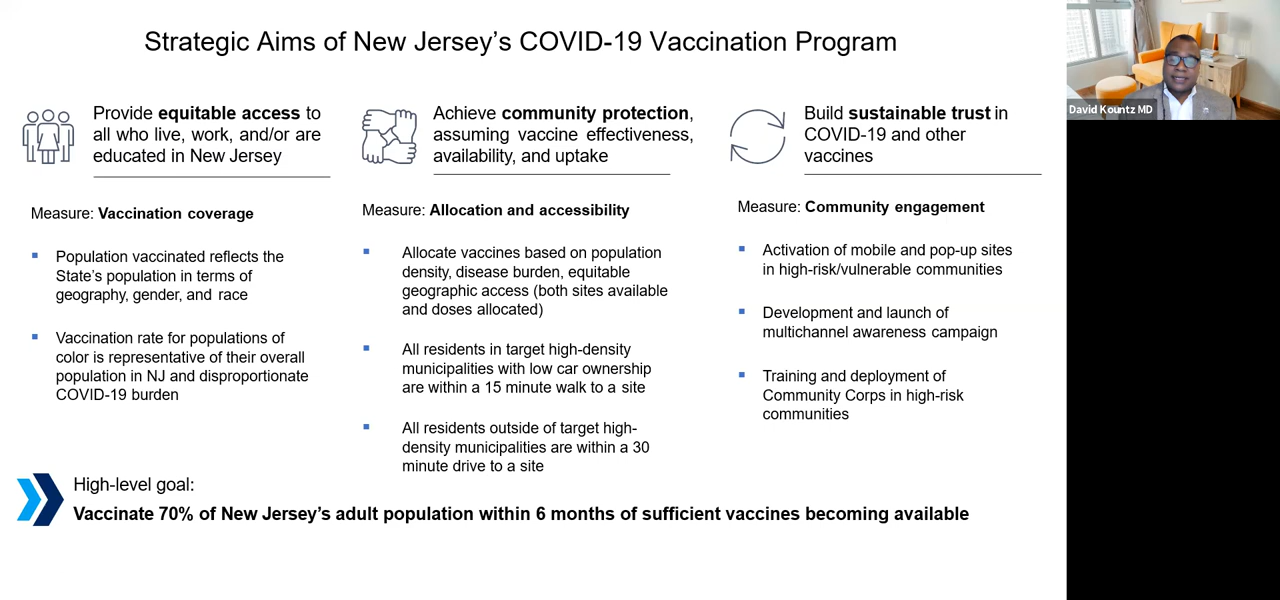 Strategic Aims of New Jersey's COVID-19 Vaccination Program
Provide equitable access to
all who live, work, and/or are
educated in New Jersey
Measure: Vaccination coverage
Population vaccinated reflects the
State's population in terms of
geography, gender, and race
Vaccination rate for populations of
color is representative of their overall
population in NJ and disproportionate
COVID-19 burden
Achieve community protection,
assuming vaccine effectiveness,
availability, and uptake
Measure: Allocation and accessibility
Allocate vaccines based on population
density, disease burden, equitable
geographic access (both sites available
and doses allocated)
All residents in target high-density
municipalities with low car ownership
are within a 15 minute walk to a site
All residents outside of target high-
density municipalities are within a 30
minute drive to a site
Build sustainable trust in
COVID-19 and other
vaccines
Measure: Community engagement
Activation of mobile and pop-up sites
in high-risk/vulnerable communities
Development and launch of
multichannel awareness campaign
Training and deployment of
Community Corps in high-risk
communities
High-level goal:
Vaccinate 70% of New Jersey's adult population within 6 months of sufficient vaccines becoming available
David Kountz MD